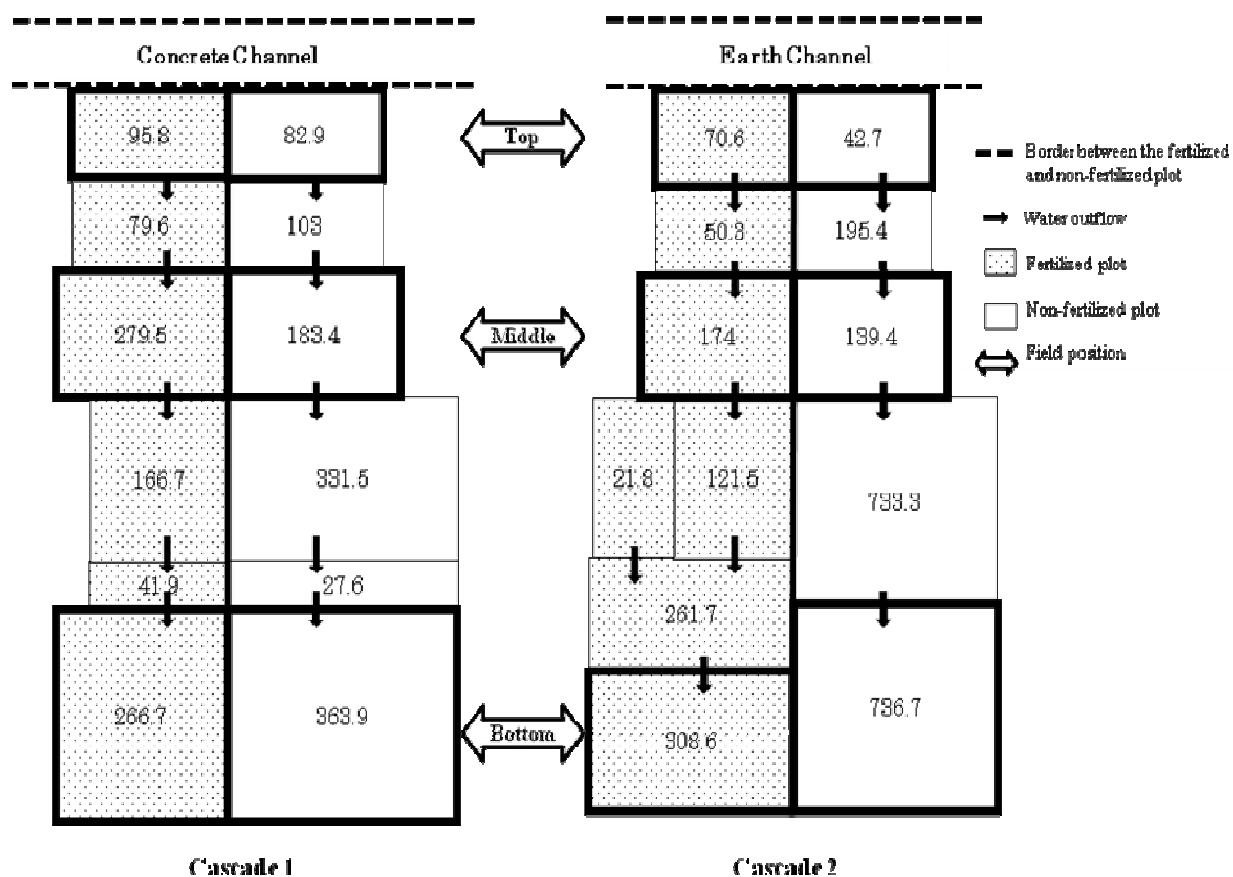 Concrete Channel
Earth Channel
95.8
82.9
Top
70.6
42.7
Border between the fertilized
and non-fertilized plot
79.6
103
50.3
195.4
Water outflow
Fertilized plot
279.5
183.4
Middle
174
139.4
Non-fertilized plot
Field position
166.7
331.5
21.8
121.5
733.3
41.9
27.6
261.7
266.7
363.9
Bottom
308.6
736.7
Cascade 1
Cascade 2